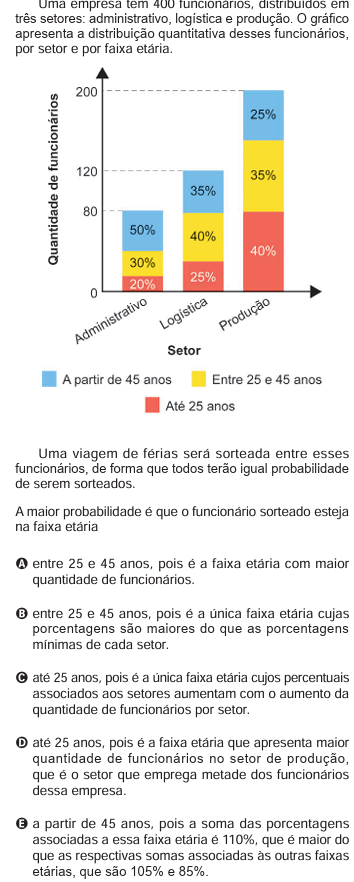 Uma empresa tem 400 funcionários, distribuídos em
três setores: administrativo, logística e produção. O gráfico
apresenta a distribuição quantitativa desses funcionários,
por setor e por faixa etária.
Quantidade de funcionários
200
120
80
0
50%
30%
20%
35%
40%
25%
25%
35%
40%
Administrativo
Logística
Produção
Setor
A partir de 45 anos
Entre 25 e 45 anos
Até 25 anos
Uma viagem de férias será sorteada entre esses
funcionários, de forma que todos terão igual probabilidade
de serem sorteados.
A maior probabilidade é que o funcionário sorteado esteja
na faixa etária
A entre 25 e 45 anos, pois é a faixa etária com maior
quantidade de funcionários.
B entre 25 e 45 anos, pois é a única faixa etária cujas
porcentagens são maiores do que as porcentagens
mínimas de cada setor.
C até 25 anos, pois é a única faixa etária cujos percentuais
associados aos setores aumentam com o aumento da
quantidade de funcionários por setor.
D até 25 anos, pois é a faixa etária que apresenta maior
quantidade de funcionários no setor de produção,
que é o setor que emprega metade dos funcionários
dessa empresa.
E a partir de 45 anos, pois a soma das porcentagens
associadas a essa faixa etária é 110%, que é maior do
que as respectivas somas associadas às outras faixas
etárias, que são 105% e 85%.